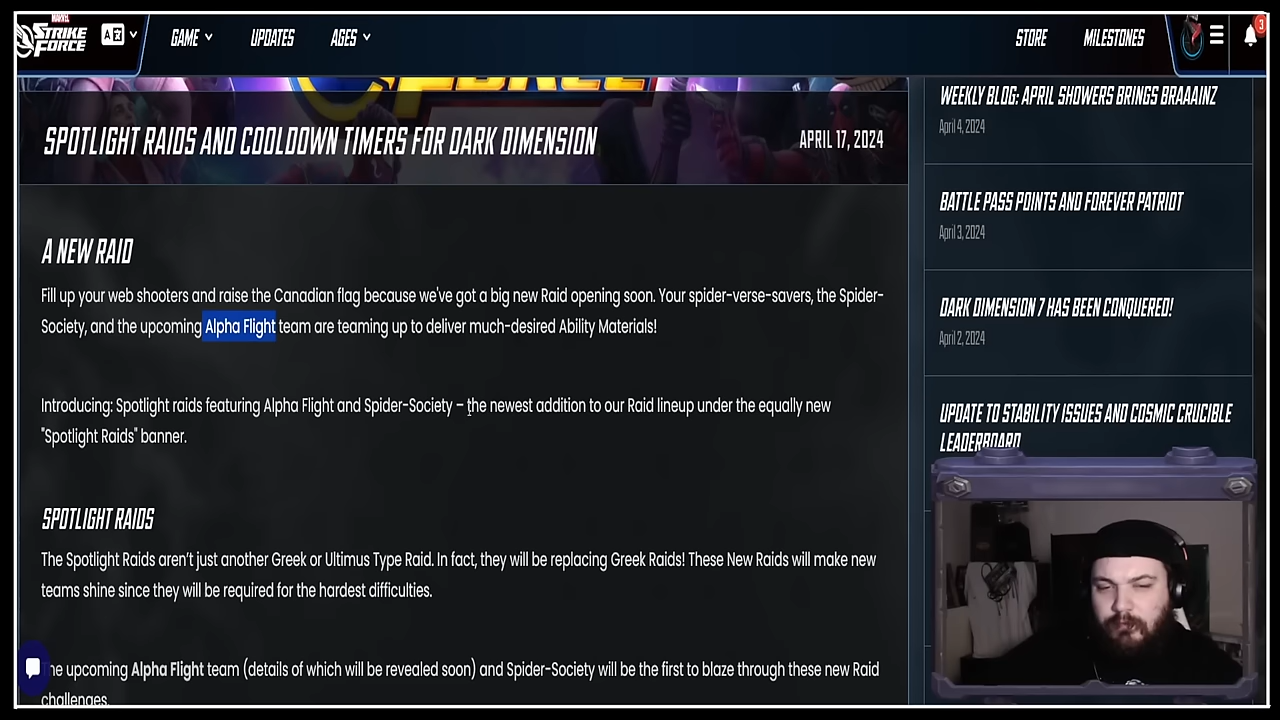 MARVEL
STRIKE
FORCE
GAME
UPDATES
AGES
STORE
MILESTONES
3
SPOTLIGHT RAIDS AND COOLDOWN TIMERS FOR DARK DIMENSION
APRIL 17, 2024
A NEW RAID
Fill up your web shooters and raise the Canadian flag because we've got a big new Raid opening soon. Your spider-verse-savers, the Spider-
Society, and the upcoming Alpha Flight team are teaming up to deliver much-desired Ability Materials!
Introducing: Spotlight raids featuring Alpha Flight and Spider-Society – the newest addition to our Raid lineup under the equally new
"Spotlight Raids" banner.
SPOTLIGHT RAIDS
The Spotlight Raids aren't just another Greek or Ultimus Type Raid. In fact, they will be replacing Greek Raids! These New Raids will make new
teams shine since they will be required for the hardest difficulties.
The upcoming Alpha Flight team (details of which will be revealed soon) and Spider-Society will be the first to blaze through these new Raid
challenges.
WEEKLY BLOG: APRIL SHOWERS BRINGS BRAAAINZ
April 4, 2024
BATTLE PASS POINTS AND FOREVER PATRIOT
April 3, 2024
DARK DIMENSION 7 HAS BEEN CONQUERED!
April 2, 2024
UPDATE TO STABILITY ISSUES AND COSMIC CRUCIBLE
LEADERBOARD